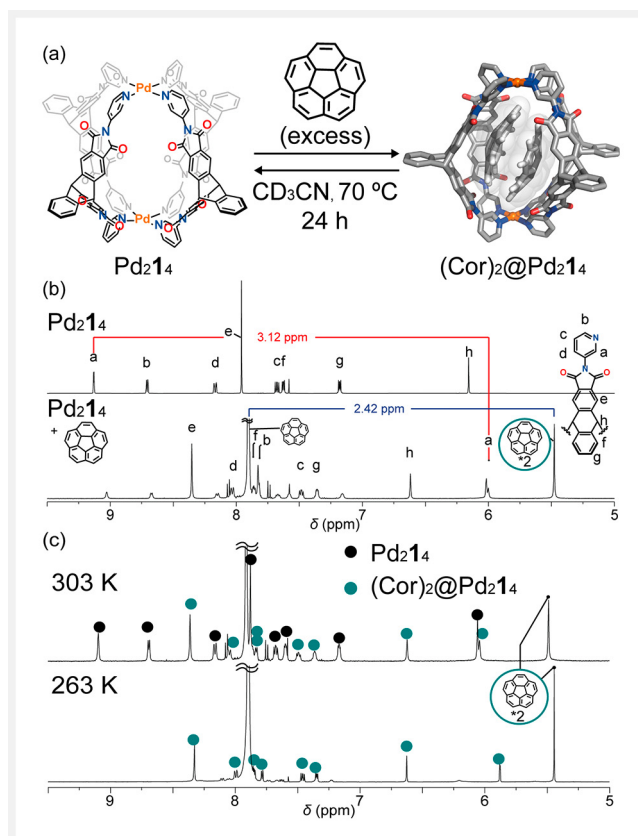 (a)
Pd
N
N
N
O
O
O
O
N
N
Pd
N
O
O
Pd₂1₄
(excess)
CD₃CN, 70 ºC
24 h
(Cor)₂@Pd₂1₄
(b)
Pd₂1₄
a b d e cf g h
3.12 ppm
Pd₂1₄
+
e d f b c g h a
2.42 ppm
*2
b
c N
d a
N
O O
e
h
f
g
9 8 7 6 5
δ (ppm)
(c)
303 K
Pd₂1₄
(Cor)₂@Pd₂1₄
263 K
*2
9 8 7 6 5
δ (ppm)